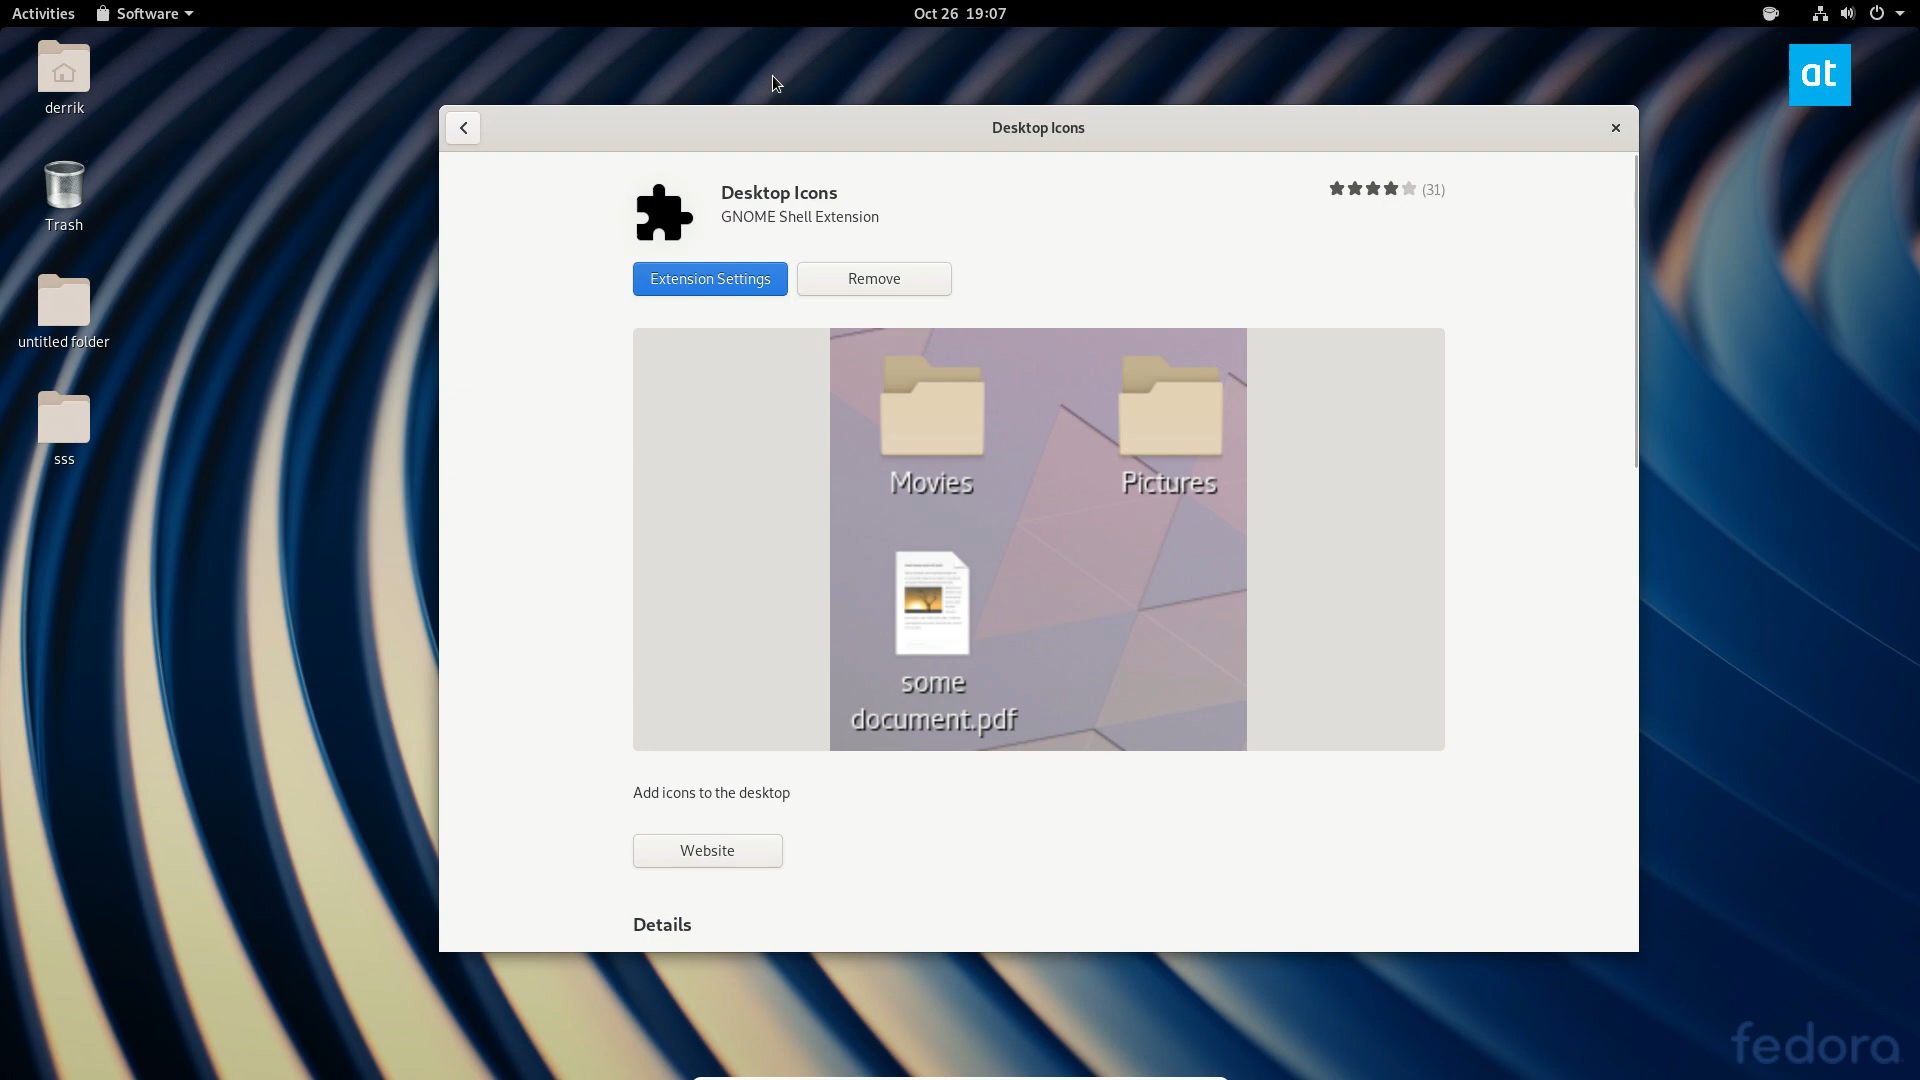 Activities
Software
Oct 26 19:07
derrik
Trash
untitled folder
sss
at
Desktop Icons
Desktop Icons
GNOME Shell Extension
(31)
Extension Settings
Remove
Movies
Pictures
some
document.pdf
Add icons to the desktop
Website
Details
fedora